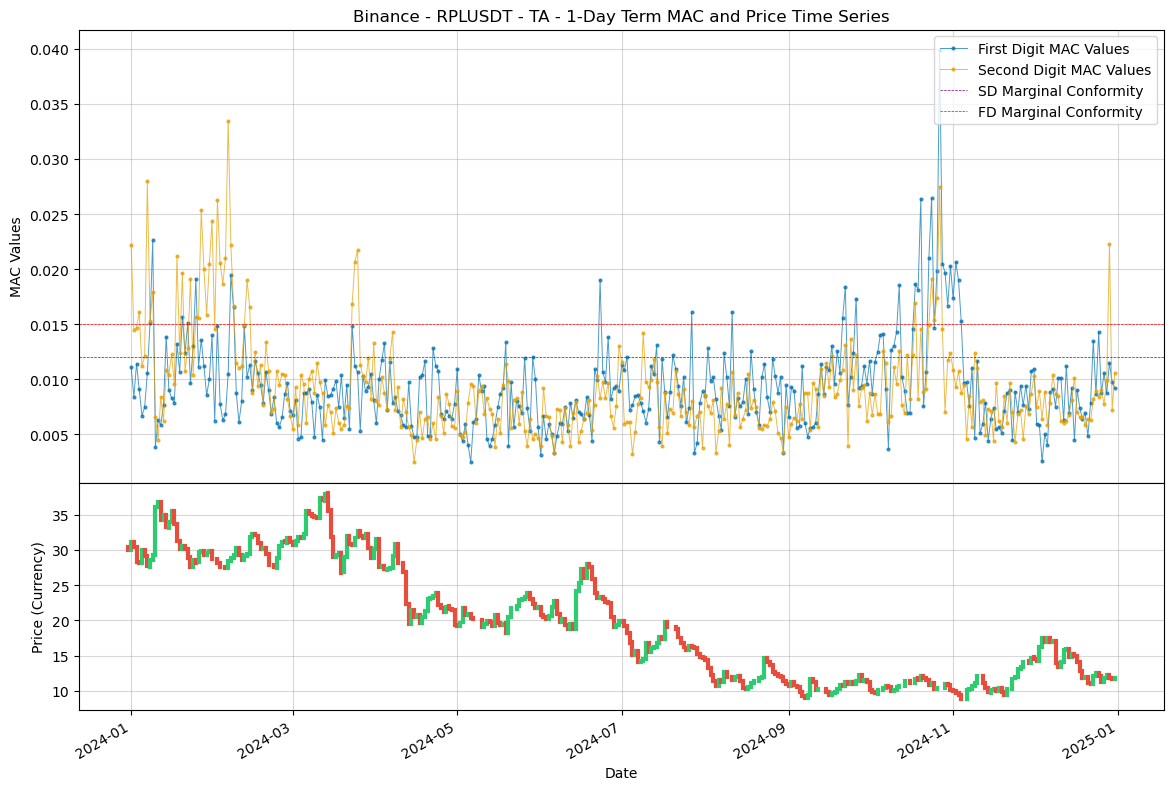 Binance - RPLUSDT - TA - 1-Day Term MAC and Price Time Series
First Digit MAC Values
Second Digit MAC Values
SD Marginal Conformity
FD Marginal Conformity
MAC Values
0.040
0.035
0.030
0.025
0.020
0.015
0.010
0.005
Price (Currency)
35
30
25
20
15
10
2024-01
2024-03
2024-05
2024-07
2024-09
2024-11
2025-01
Date